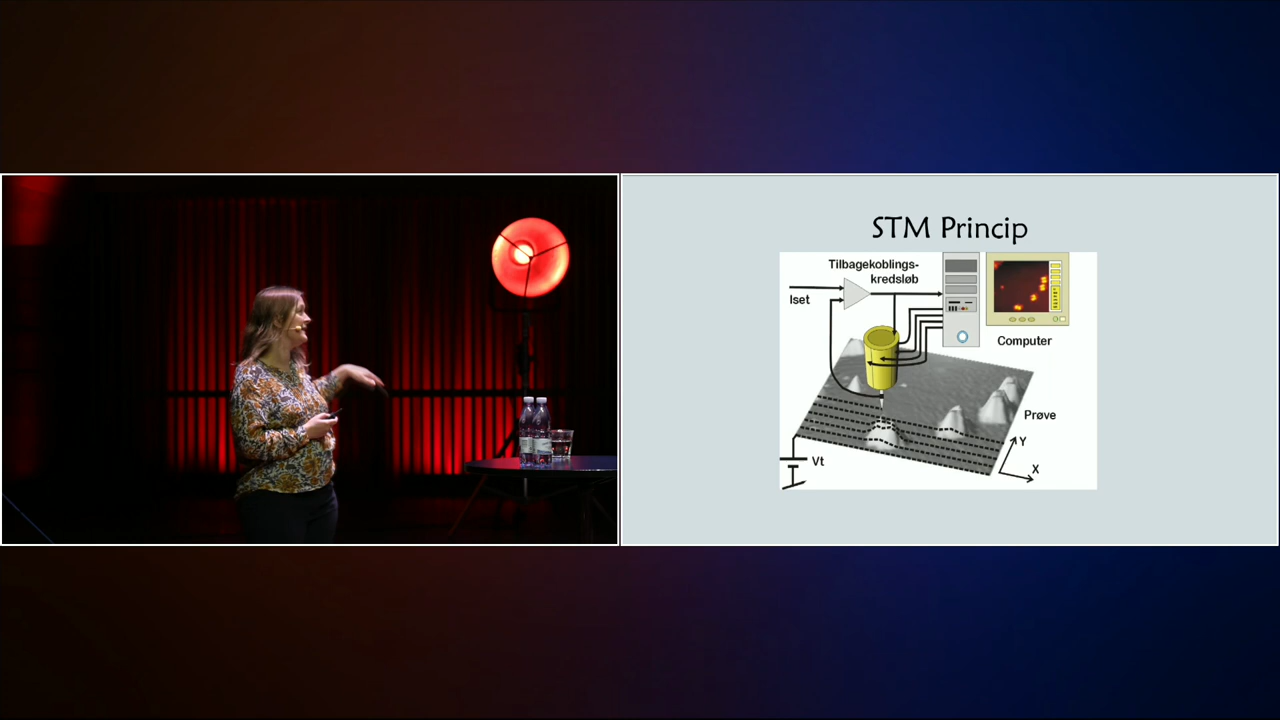 STM Princip
Tilbagekoblings-
kredsløb
Iset
Computer
Prøve
Y
X
Vt